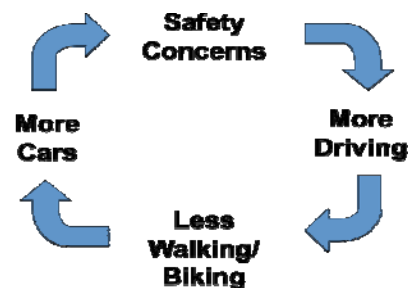 Safety
Concerns
More
Driving
Less
Walking/
Biking
More
Cars